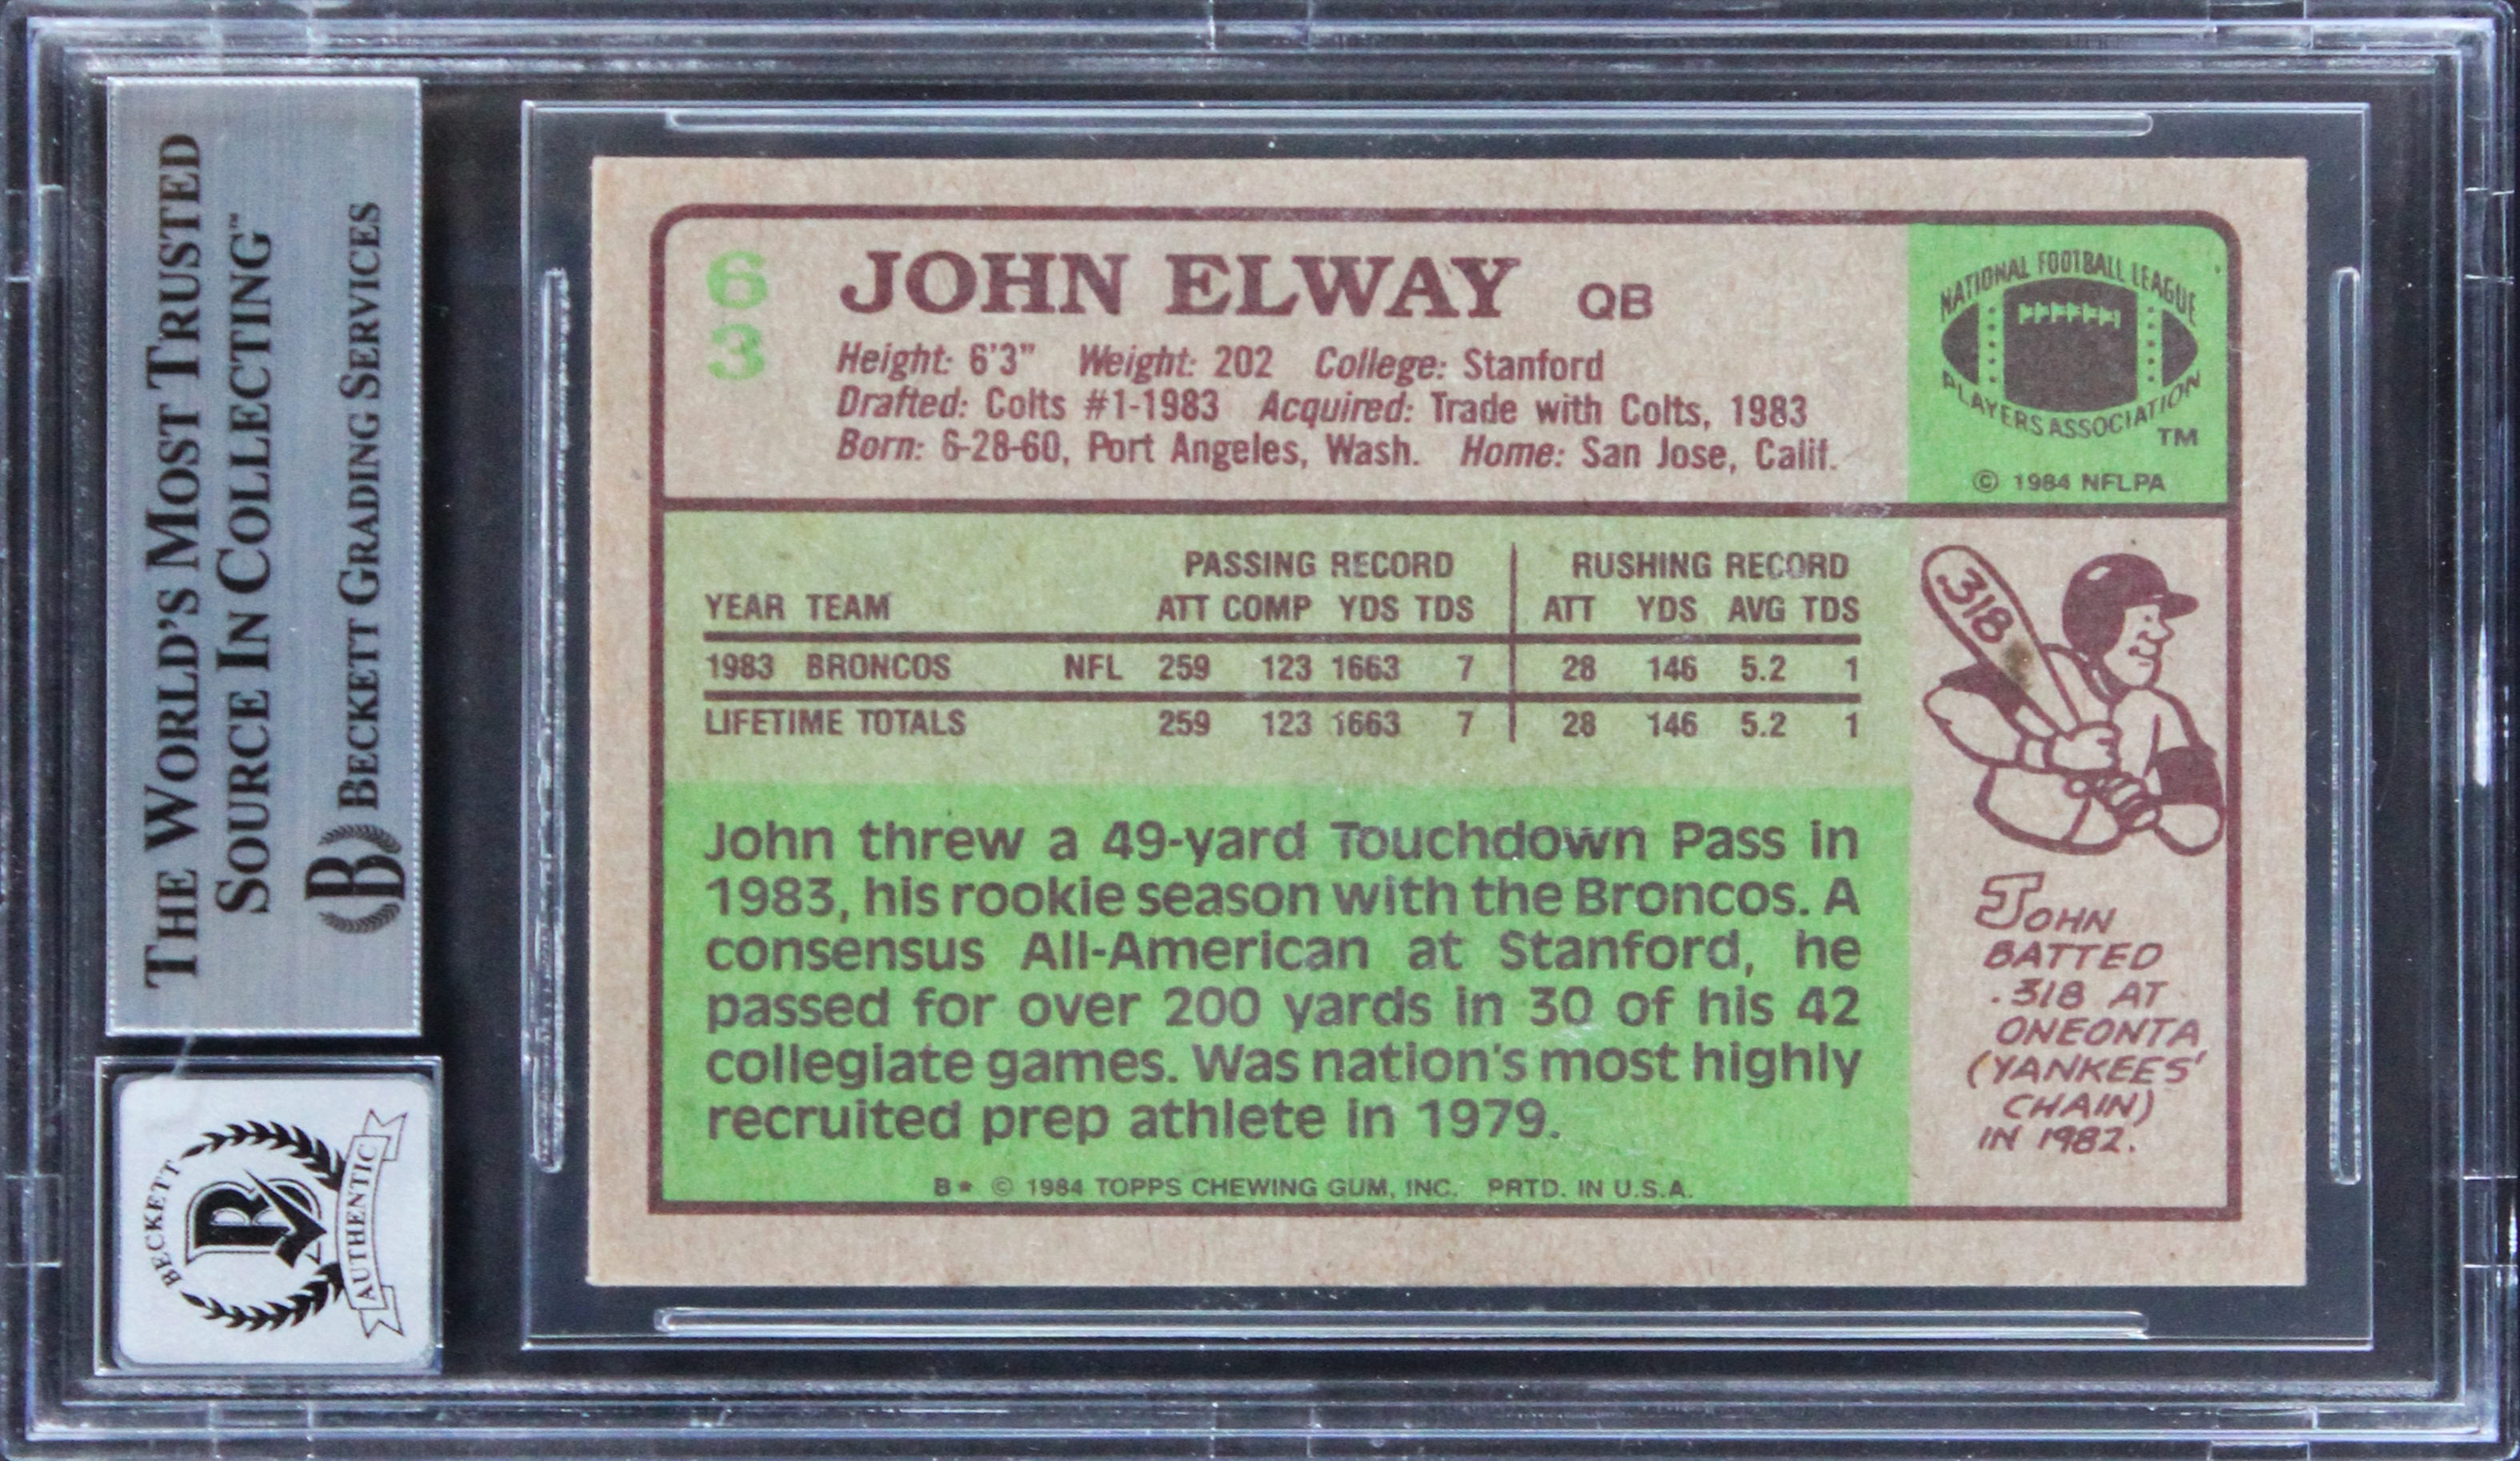 THE WORLD'S MOST TRUSTED
SOURCE IN COLLECTING™
BECKETT GRADING SERVICES
BECKETT
B
AUTHENTIC
63
JOHN ELWAY QB
Height: 6'3" Weight: 202 College: Stanford
Drafted: Colts #1-1983 Acquired: Trade with Colts, 1983
Born: 6-28-60, Port Angeles, Wash. Home: San Jose, Calif.
NATIONAL FOOTBALL LEAGUE
PLAYERS ASSOCIATION
TM
© 1984 NFLPA
PASSING RECORD RUSHING RECORD
YEAR TEAM ATT COMP YDS TDS ATT YDS AVG TDS
1983 BRONCOS NFL 259 123 1663 7 28 146 5.2 1
LIFETIME TOTALS 259 123 1663 7 28 146 5.2 1
John threw a 49-yard Touchdown Pass in
1983, his rookie season with the Broncos. A
consensus All-American at Stanford, he
passed for over 200 yards in 30 of his 42
collegiate games. Was nation's most highly
recruited prep athlete in 1979.
B* © 1984 TOPPS CHEWING GUM, INC. PRTD. IN U.S.A.
.318
JOHN
BATTED
.318 AT
ONEONTA
(YANKEES'
CHAIN)
IN 1982.